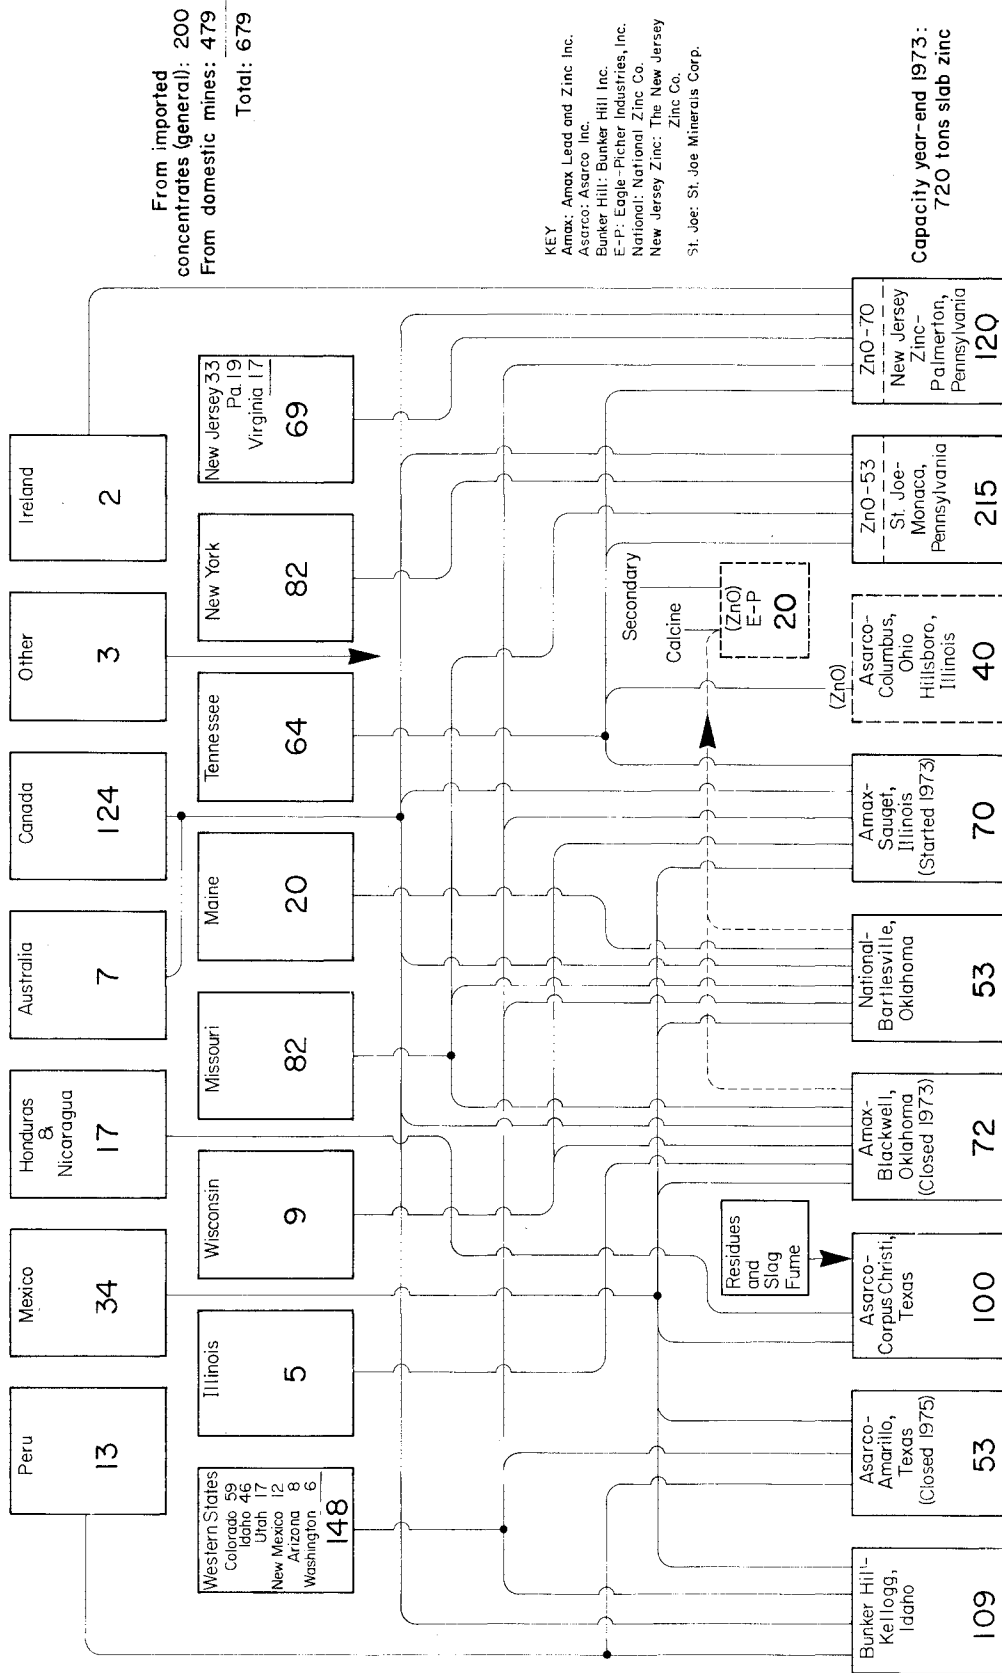 Peru
13
Mexico
34
Honduras
&
Nicaragua
17
Australia
7
Canada
124
Other
3
Ireland
2
From imported
concentrates (general): 200
From domestic mines: 479
Total: 679
Western States
Colorado 59
Idaho 46
Utah 17
New Mexico 12
Arizona 8
Washington 6
148
Illinois
5
Wisconsin
9
Missouri
82
Maine
20
Tennessee
64
New York
82
New Jersey 33
Pa. 19
Virginia 17
69
KEY
Amax: Amax Lead and Zinc Inc.
Asarco: Asarco Inc.
Bunker Hill: Bunker Hill Inc.
E-P: Eagle-Picher Industries, Inc.
National: National Zinc Co.
New Jersey Zinc: The New Jersey
Zinc Co.
St. Joe: St. Joe Minerals Corp.
Residues
and
Slag
Fume
Secondary
Calcine
(ZnO)
E-P
20
(ZnO)
Bunker Hill-
Kellogg,
Idaho
109
Asarco-
Amarillo,
Texas
(Closed 1975)
53
Asarco-
Corpus Christi,
Texas
100
Amax-
Blackwell,
Oklahoma
(Closed 1973)
72
National-
Bartlesville,
Oklahoma
53
Amax-
Sauget,
Illinois
(Started 1973)
70
Asarco-
Columbus,
Ohio
Hillsboro,
Illinois
40
ZnO-53
St. Joe-
Monaca,
Pennsylvania
215
ZnO-70
New Jersey
Zinc-
Palmerton,
Pennsylvania
120
Capacity year-end 1973:
720 tons slab zinc